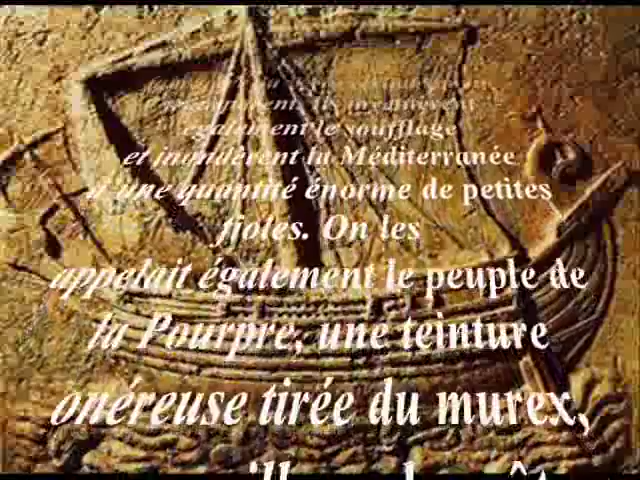 également le soufflage
et inondèrent la Méditerranée
d'une quantité énorme de petites
fioles. On les
appelait également le peuple de
la Pourpre, une teinture
onéreuse tirée du murex,